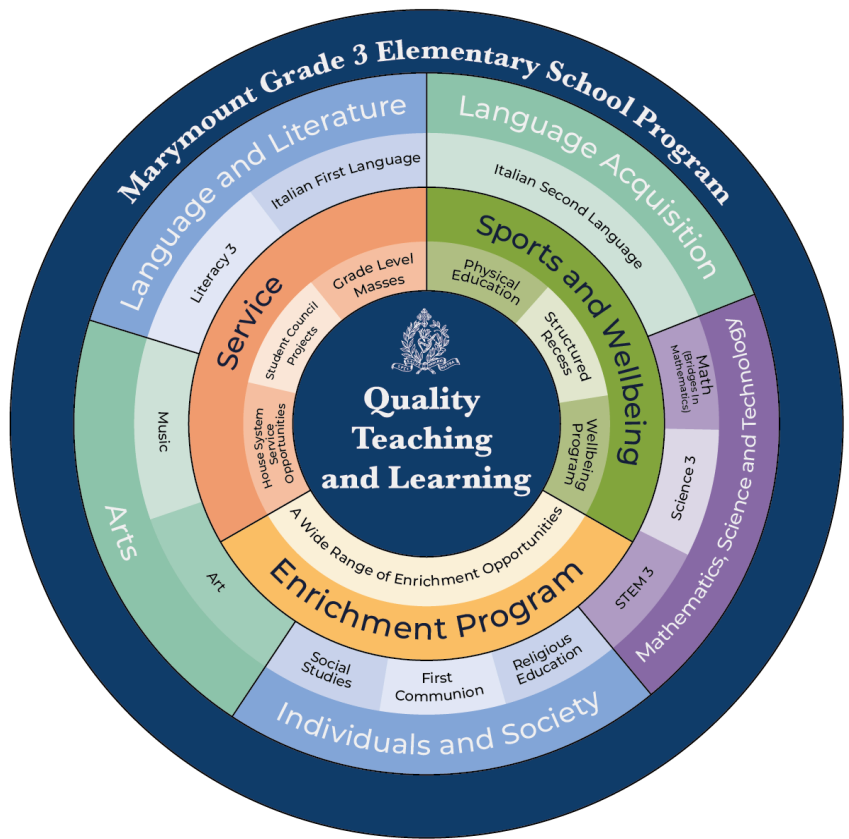 Marymount Grade 3 Elementary School Program
Language and Literature
Literacy 3
Italian First Language
Language Acquisition
Italian Second Language
Mathematics, Science and Technology
Math
(Bridges In
Mathematics)
Science 3
STEM 3
Individuals and Society
Social
Studies
First
Communion
Religious
Education
Arts
Music
Art
Service
House System
Service
Opportunities
Student Council
Projects
Grade Level
Masses
Sports and Wellbeing
Physical
Education
Structured
Recess
Wellbeing
Program
Enrichment Program
A Wide Range of Enrichment Opportunities
Quality
Teaching
and Learning